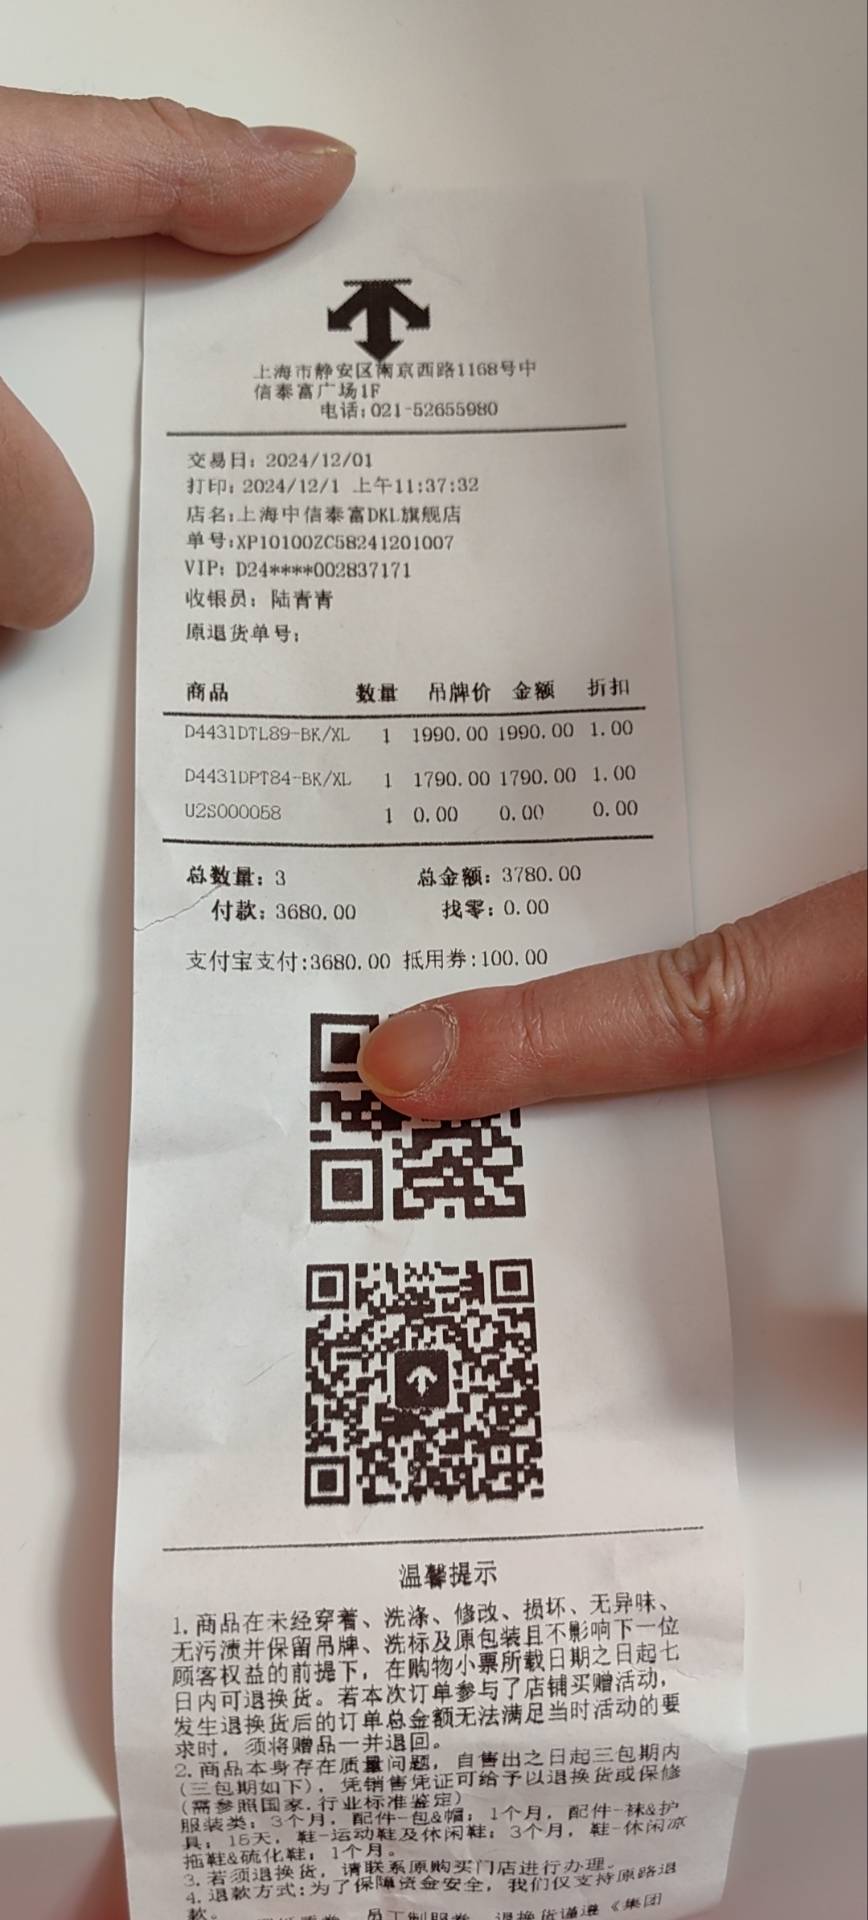 上海市静安区南京西路1168号中
信泰富广场1F
电话:021-52655980
交易日: 2024/12/01
打印: 2024/12/1 上午11:37:32
店名:上海中信泰富DKL旗舰店
单号:XP10100ZC58241201007
VIP: D24****002837171
收银员: 陆青青
原退货单号:
商品 数量 吊牌价 金额 折扣
D4431DTL89-BK/XL 1 1990.00 1990.00 1.00
D4431DPT84-BK/XL 1 1790.00 1790.00 1.00
U2S000058 1 0.00 0.00 0.00
总数量: 3 总金额: 3780.00
付款: 3680.00 找零: 0.00
支付宝支付:3680.00 抵用券:100.00
温馨提示
1. 商品在未经穿着、洗涤、修改、损坏、无异味、
无污渍并保留吊牌、洗标及原包装且不影响下一位
顾客权益的前提下, 在购物小票所载日期之日起七
日内可退换货。若本次订单参与了店铺买赠活动,
发生退换货后的订单总金额无法满足当时活动的要
求时, 须将赠品一并退回。
2. 商品本身存在质量问题, 自售出之日起三包期内
(三包期如下), 凭销售凭证可给予以退换货或保修
(需参照国家.行业标准鉴定)
服装类: 3个月, 配件-包&帽: 1个月, 配件-袜&护
具: 15天, 鞋-运动鞋及休闲鞋: 3个月, 鞋-休闲凉
拖鞋&硫化鞋: 1个月。
3. 若须退换货, 请联系原购买门店进行办理。
4. 退款方式:为了保障资金安全, 我们仅支持原路退
款。
员工制服券, 退换货谨遵《集团